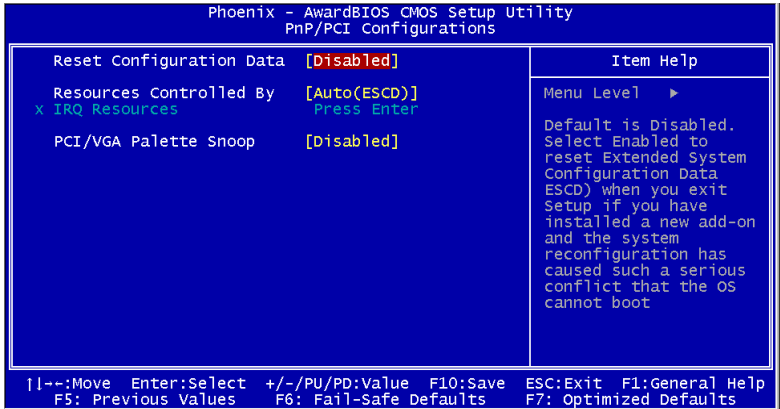 Phoenix - AwardBIOS CMOS Setup Utility
PnP/PCI Configurations
Reset Configuration Data [Disabled]
Resources Controlled By [Auto(ESCD)]
x IRQ Resources Press Enter
PCI/VGA Palette Snoop [Disabled]
Item Help
Menu Level ►
Default is Disabled.
Select Enabled to
reset Extended System
Configuration Data
ESCD) when you exit
Setup if you have
installed a new add-on
and the system
reconfiguration has
caused such a serious
conflict that the OS
cannot boot
↑↓→←:Move Enter:Select +/-/PU/PD:Value F10:Save ESC:Exit F1:General Help
F5: Previous Values F6: Fail-Safe Defaults F7: Optimized Defaults